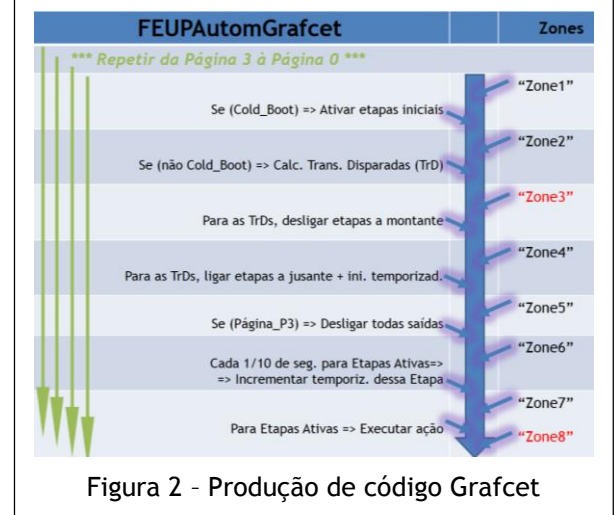 FEUPAutomGrafcet Zones
*** Repetir da Página 3 à Página 0 ***
“Zone1”
Se (Cold_Boot) => Ativar etapas iniciais
“Zone2”
Se (não Cold_Boot) => Calc. Trans. Disparadas (TrD)
“Zone3”
Para as TrDs, desligar etapas a montante
“Zone4”
Para as TrDs, ligar etapas a jusante + ini. temporizad.
“Zone5”
Se (Página_P3) => Desligar todas saídas
“Zone6”
Cada 1/10 de seg. para Etapas Ativas=>
=> Incrementar temporiz. dessa Etapa
“Zone7”
Para Etapas Ativas => Executar ação
“Zone8”
Figura 2 – Produção de código Grafcet